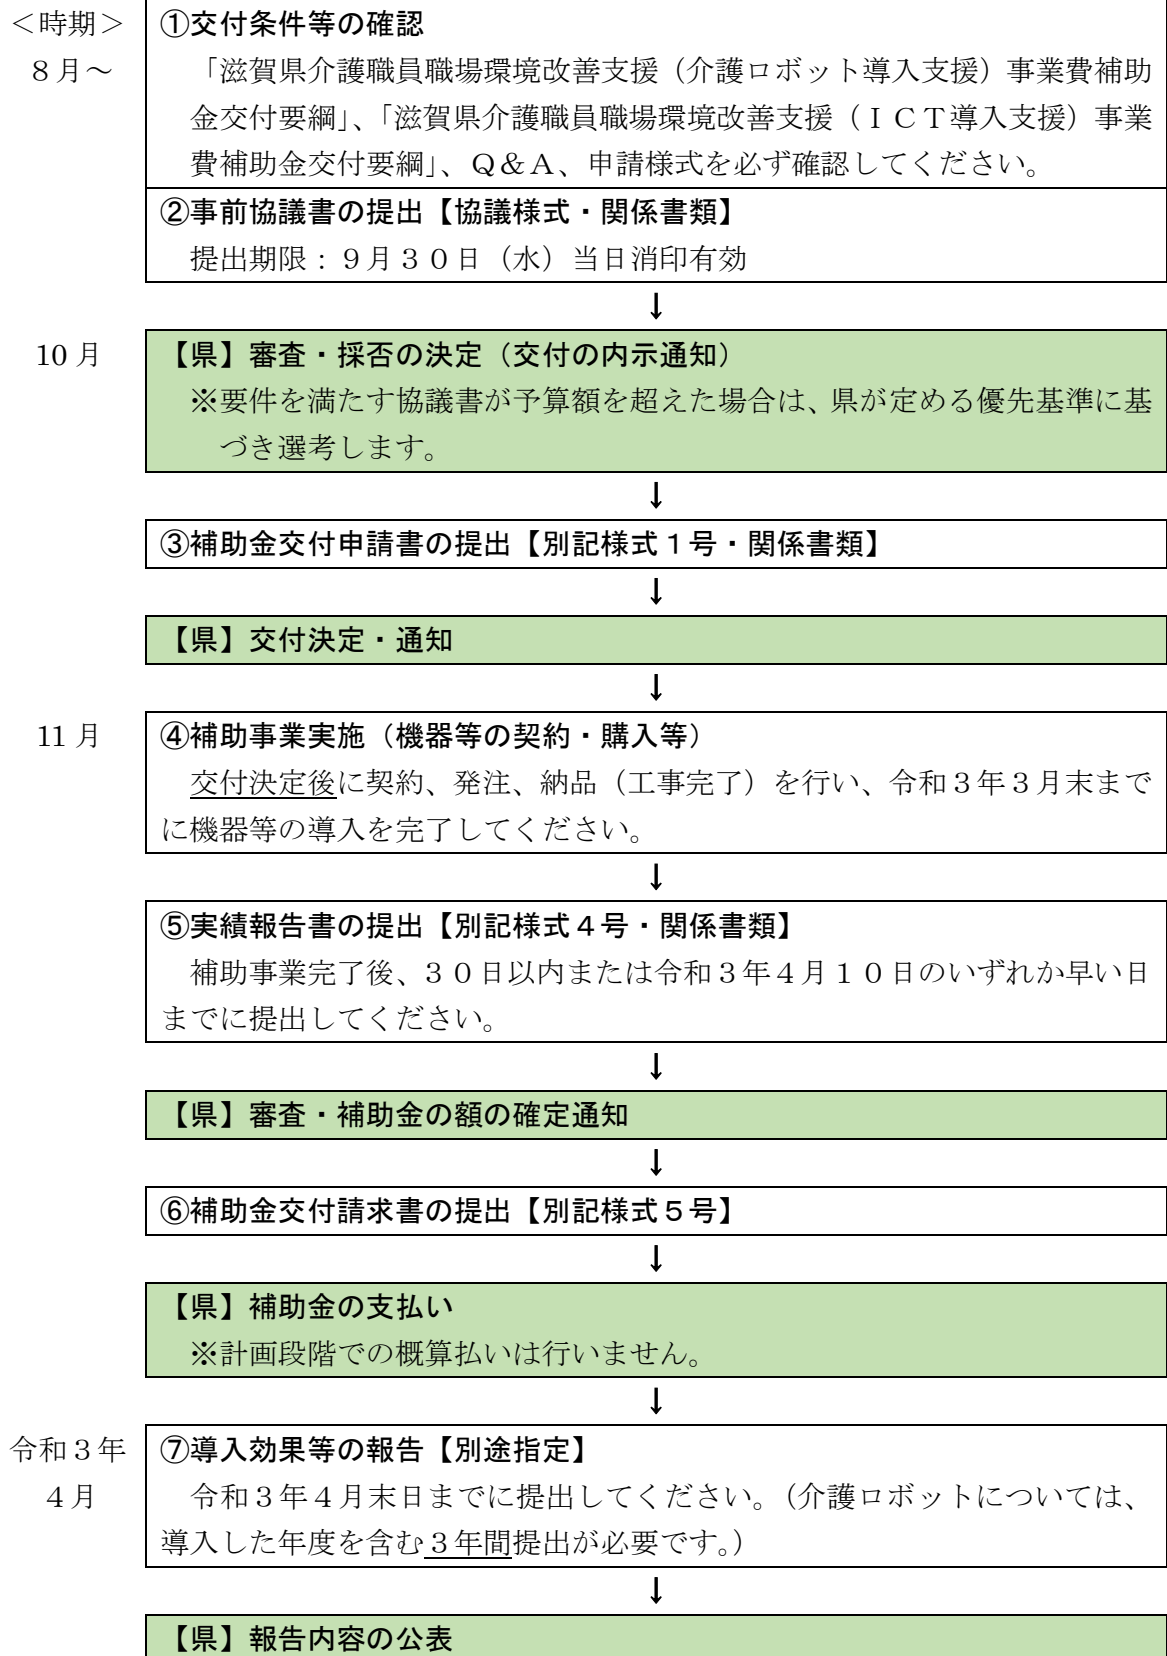 ＜時期＞
８月～
①交付条件等の確認
「滋賀県介護職員職場環境改善支援（介護ロボット導入支援）事業費補助
金交付要綱」、「滋賀県介護職員職場環境改善支援（ＩＣＴ導入支援）事業
費補助金交付要綱」、Ｑ＆Ａ、申請様式を必ず確認してください。
②事前協議書の提出【協議様式・関係書類】
提出期限：９月３０日（水）当日消印有効
↓
10 月
【県】審査・採否の決定（交付の内示通知）
※要件を満たす協議書が予算額を超えた場合は、県が定める優先基準に基
づき選考します。
↓
③補助金交付申請書の提出【別記様式１号・関係書類】
↓
【県】交付決定・通知
↓
11 月
④補助事業実施（機器等の契約・購入等）
交付決定後に契約、発注、納品（工事完了）を行い、令和３年３月末まで
に機器等の導入を完了してください。
↓
⑤実績報告書の提出【別記様式４号・関係書類】
補助事業完了後、３０日以内または令和３年４月１０日のいずれか早い日
までに提出してください。
↓
【県】審査・補助金の額の確定通知
↓
⑥補助金交付請求書の提出【別記様式５号】
↓
【県】補助金の支払い
※計画段階での概算払いは行いません。
↓
令和３年
４月
⑦導入効果等の報告【別途指定】
令和３年４月末日までに提出してください。（介護ロボットについては、
導入した年度を含む３年間提出が必要です。）
↓
【県】報告内容の公表